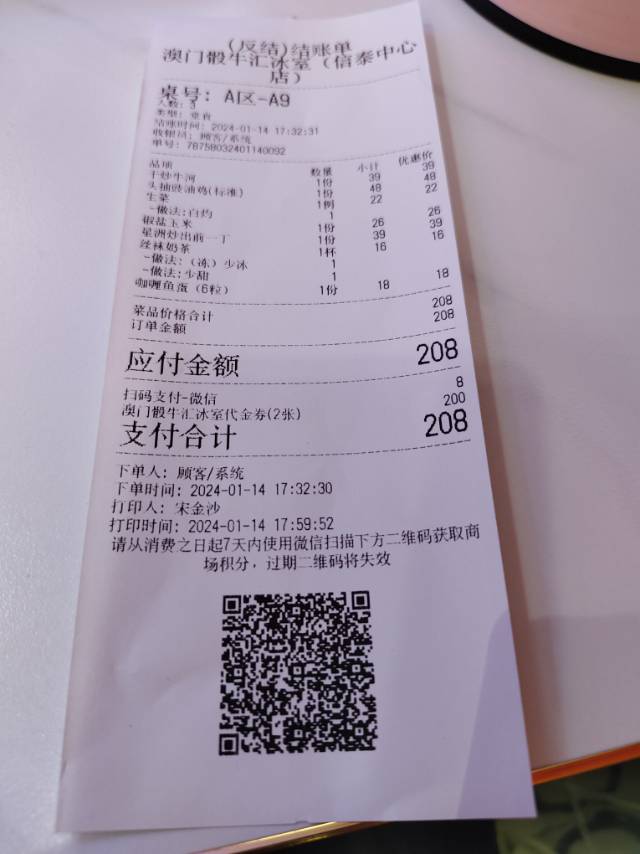 (反结)结账单
澳门骰牛汇冰室（信泰中心
店）
桌号: A区-A9
人数: 3
类型: 堂食
结账时间: 2024-01-14 17:32:31
收银员: 顾客/系统
单号: 78758032401140092
品项 数量 小计 优惠价
干炒牛河 1份 39 39
头抽豉油鸡(标准) 1份 48 48
生菜 1例 22 22
-做法:白灼 1
椒盐玉米 1份 26 26
星洲炒出前一丁 1份 39 39
丝袜奶茶 1杯 16 16
-做法:（冻）少冰 1
-做法:少甜 1
咖喱鱼蛋（6粒） 1份 18 18
菜品价格合计 208
订单金额 208
应付金额 208
扫码支付-微信 8
澳门骰牛汇冰室代金券(2张) 200
支付合计 208
下单人: 顾客/系统
下单时间: 2024-01-14 17:32:30
打印人: 宋金沙
打印时间: 2024-01-14 17:59:52
请从消费之日起7天内使用微信扫描下方二维码获取商
场积分，过期二维码将失效